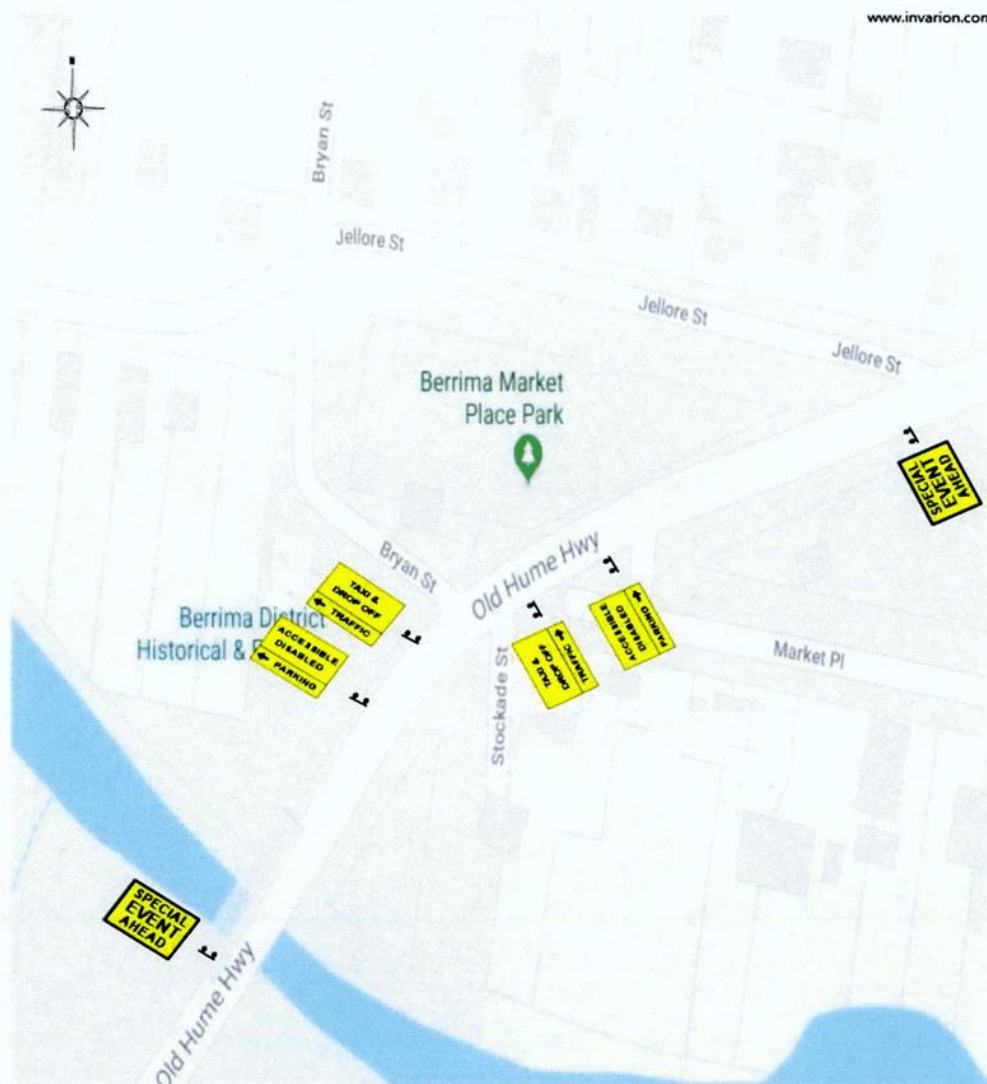 www.invarion.com
Bryan St
Jellore St
Jellore St
Jellore St
Berrima Market
Place Park
SPECIAL
EVENT
AHEAD
Old Hume Hwy
Bryan St
TAXI &
DROP OFF
TRAFFIC
Berrima District
Historical &
ACCESSIBLE
DISABLED
PARKING
ACCESSIBLE
DISABLED
PARKING
TAXI &
DROP OFF
TRAFFIC
Market Pl
Stockade St
SPECIAL
EVENT
AHEAD
Old Hume Hwy